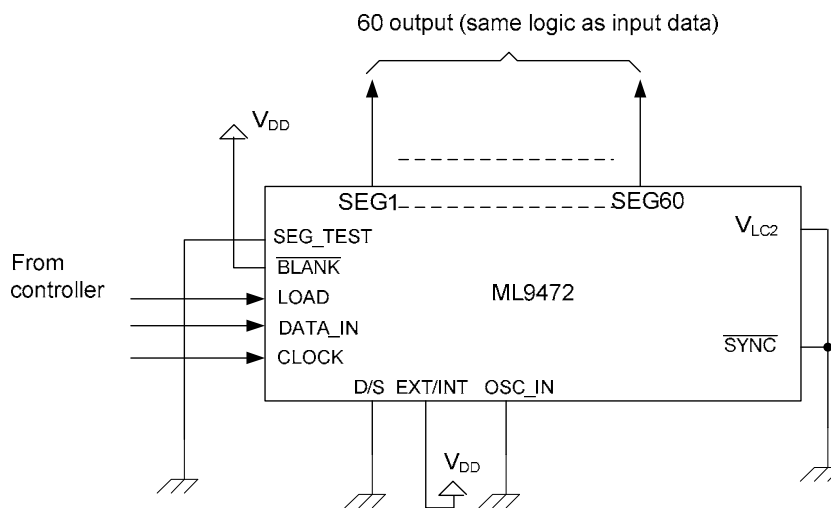 60 output (same logic as input data)
V_DD
SEG1
SEG60
SEG_TEST
BLANK
LOAD
DATA_IN
CLOCK
From
controller
ML9472
V_LC2
SYNC
D/S
EXT/INT
OSC_IN
V_DD